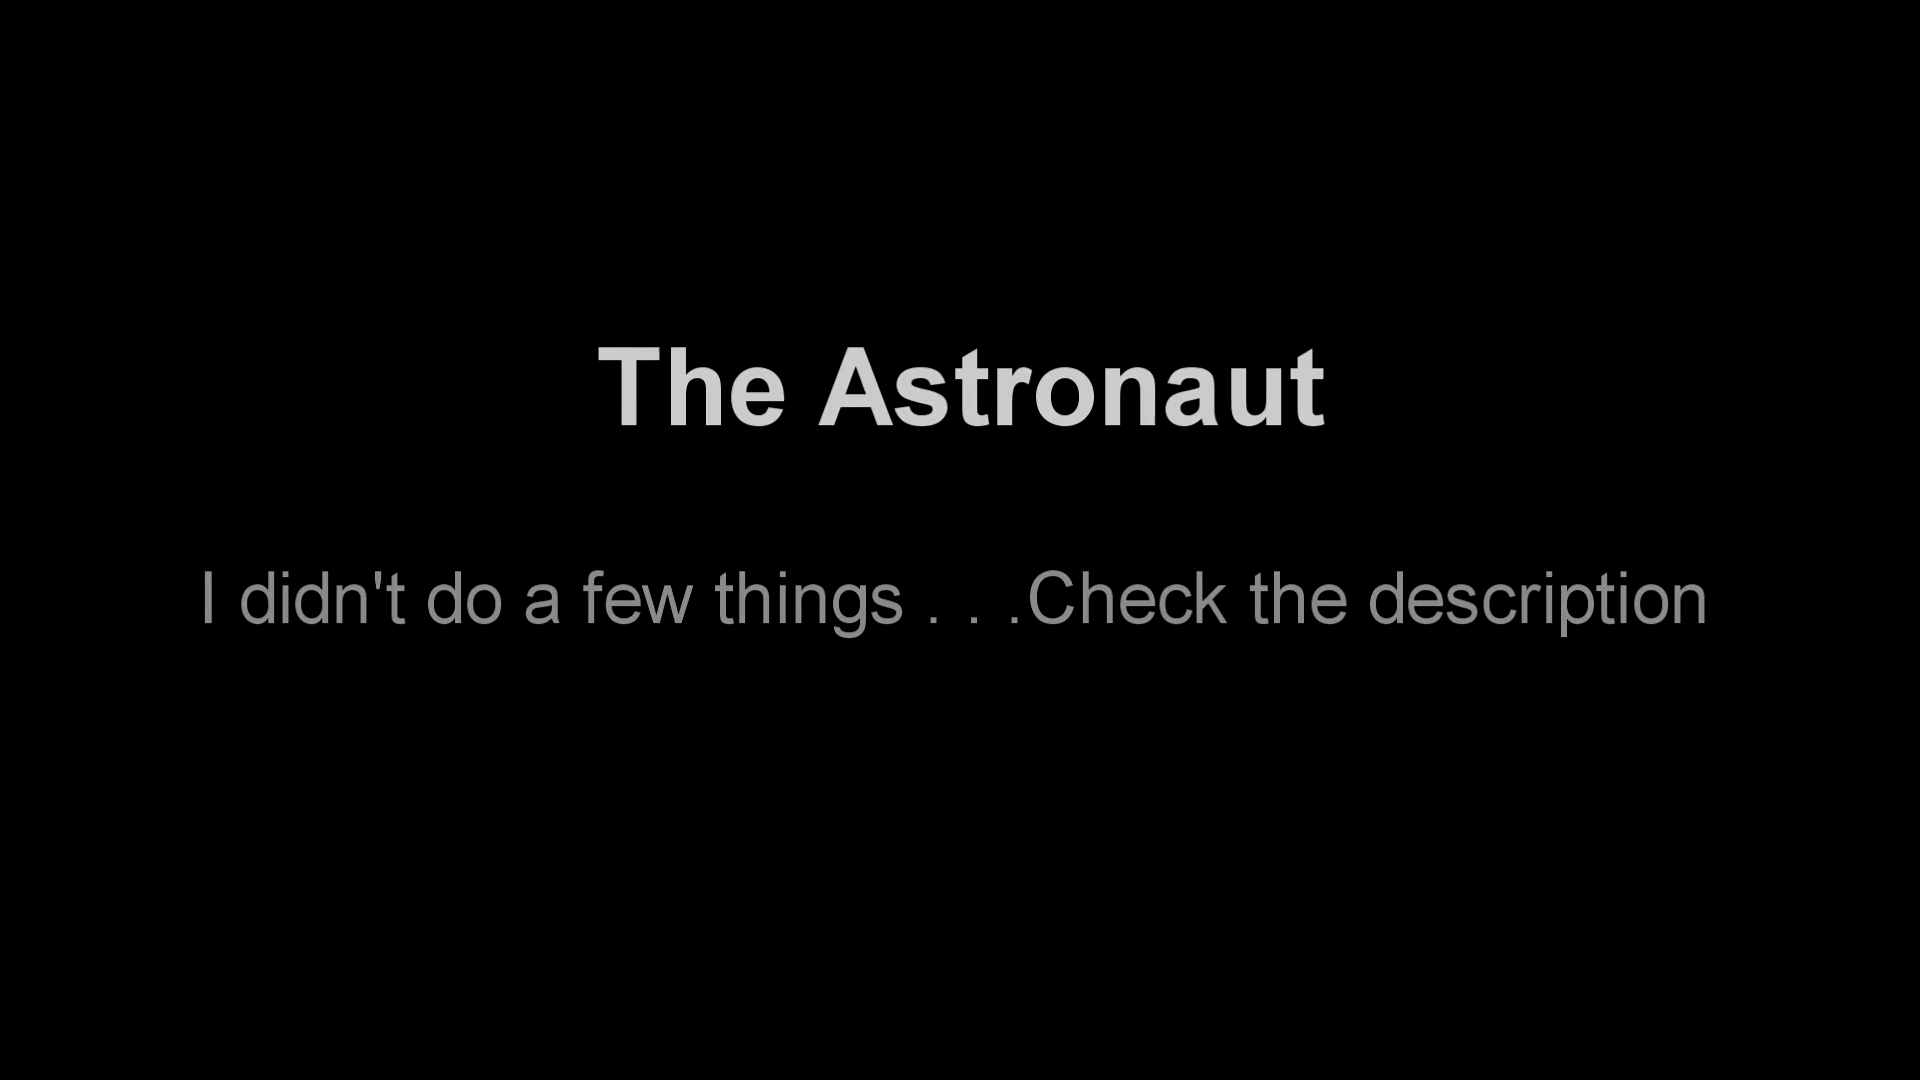 The Astronaut
I didn't do a few things . . .Check the description